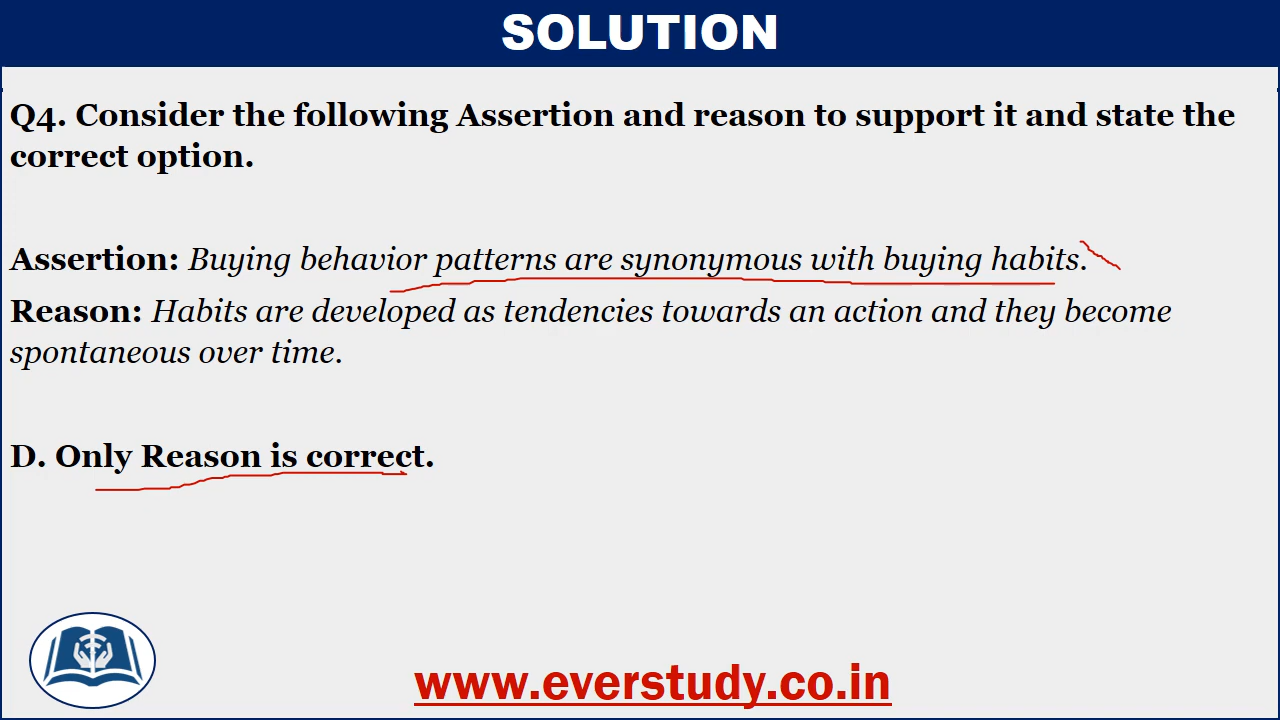 SOLUTION
Q4. Consider the following Assertion and reason to support it and state the
correct option.
Assertion: Buying behavior patterns are synonymous with buying habits.
Reason: Habits are developed as tendencies towards an action and they become
spontaneous over time.
D. Only Reason is correct.
www.everstudy.co.in